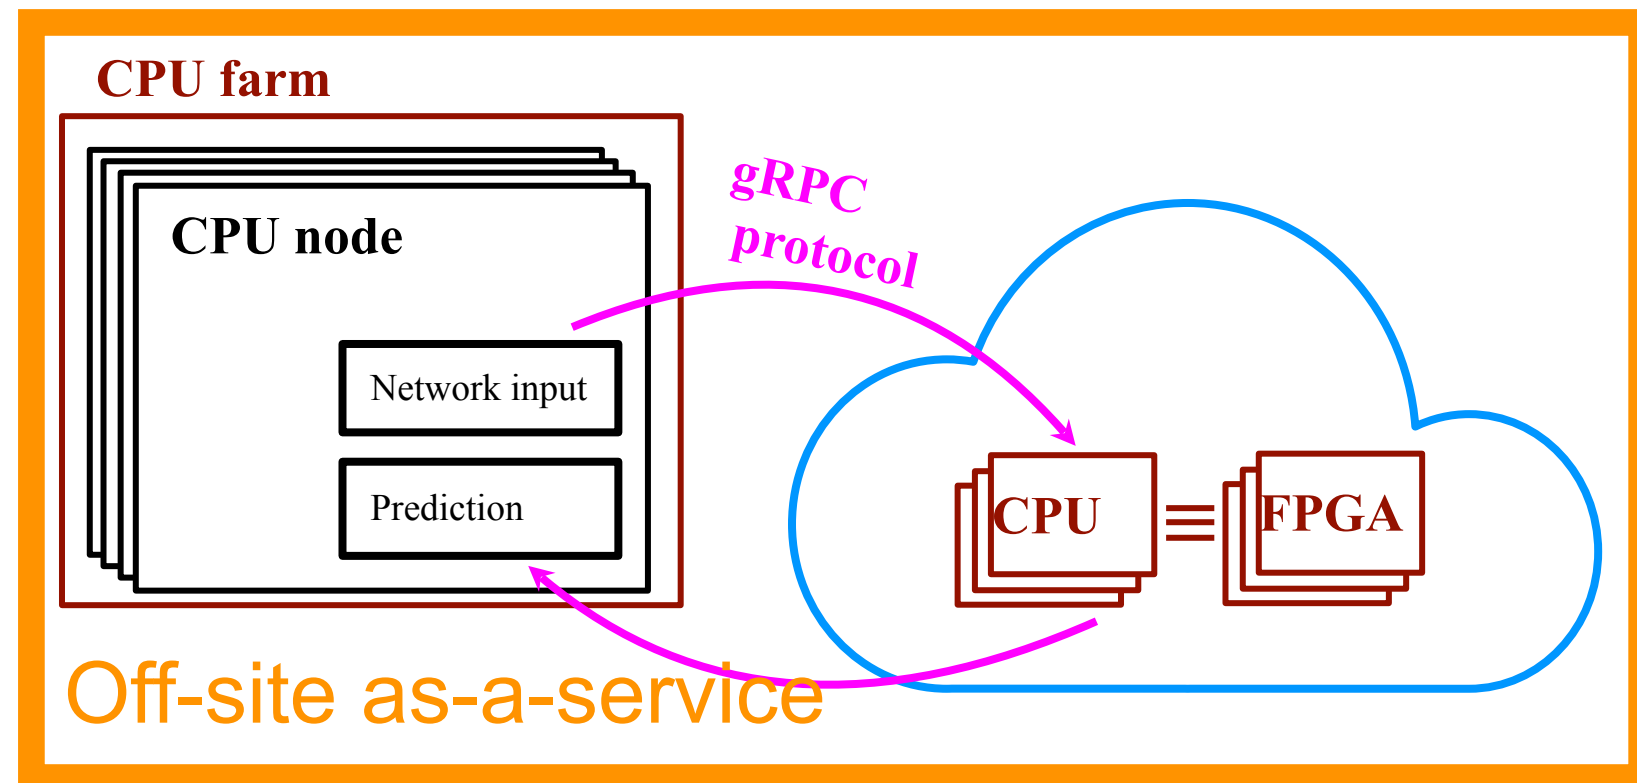 CPU farm
gRPC
protocol
CPU node
Network input
Prediction
CPU
FPGA
Off-site as-a-service